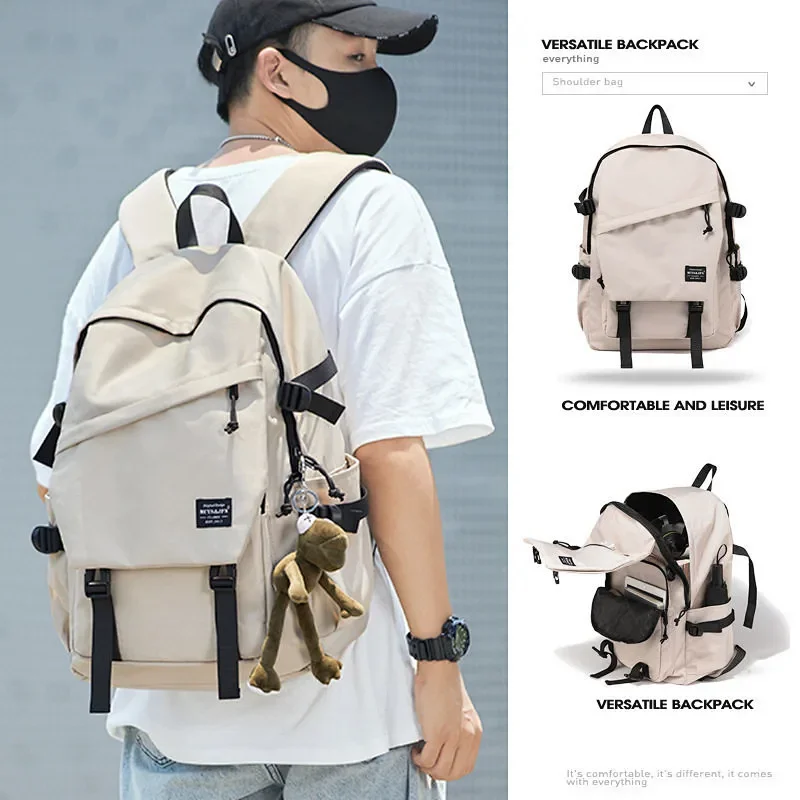 VERSATILE BACKPACK
everything
Shoulder bag
COMFORTABLE AND LEISURE
VERSATILE BACKPACK
It's comfortable, it's different, it comes
with everything